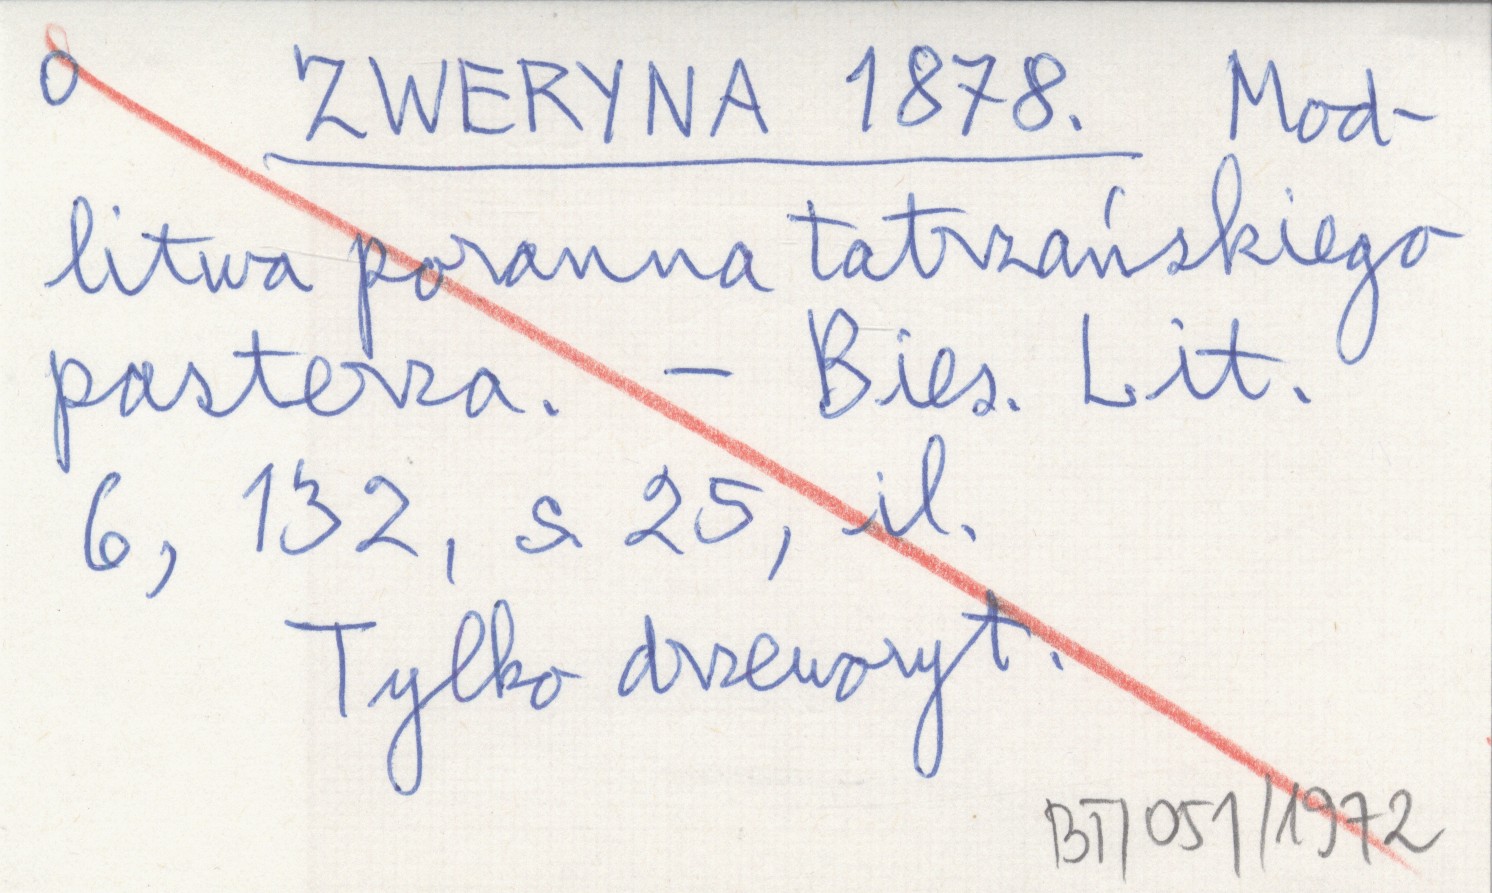 o ZWERYNA 1878. Mod-
litwa poranna tatrzańskiego
pasterza. – Bies. Lit.
6, 132, s. 25, il.
Tylko drzeworyt.
BT/051/1972